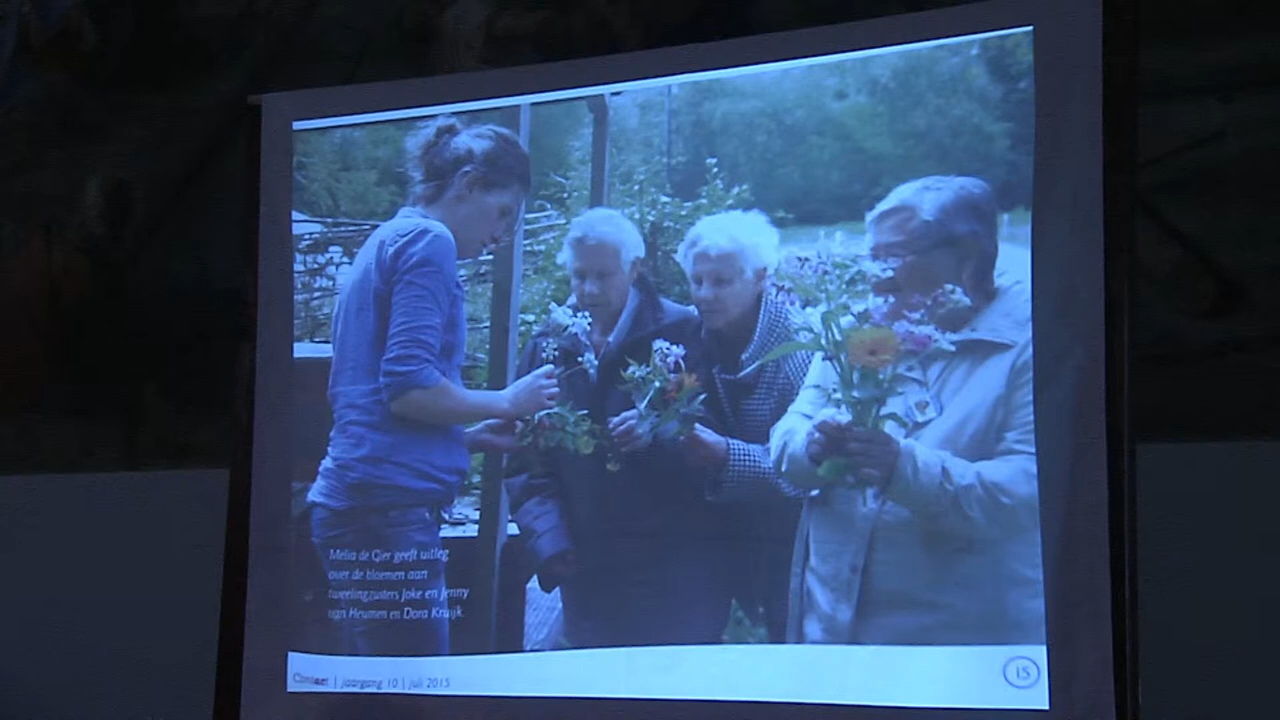 Melia de Gier geeft uitleg
over de bloemen aan
tweelingzusters Joke en Jenny
van Heumen en Dora Kruijk.
Contact | jaargang 10 | juli 2015
15